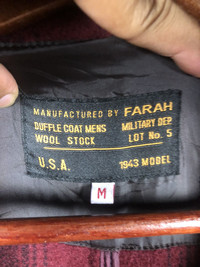 MANUFACTURED BY FARAH
DUFFLE COAT MENS MILITARY DEP
WOOL STOCK LOT No. 5
U.S.A. 1943 MODEL
M